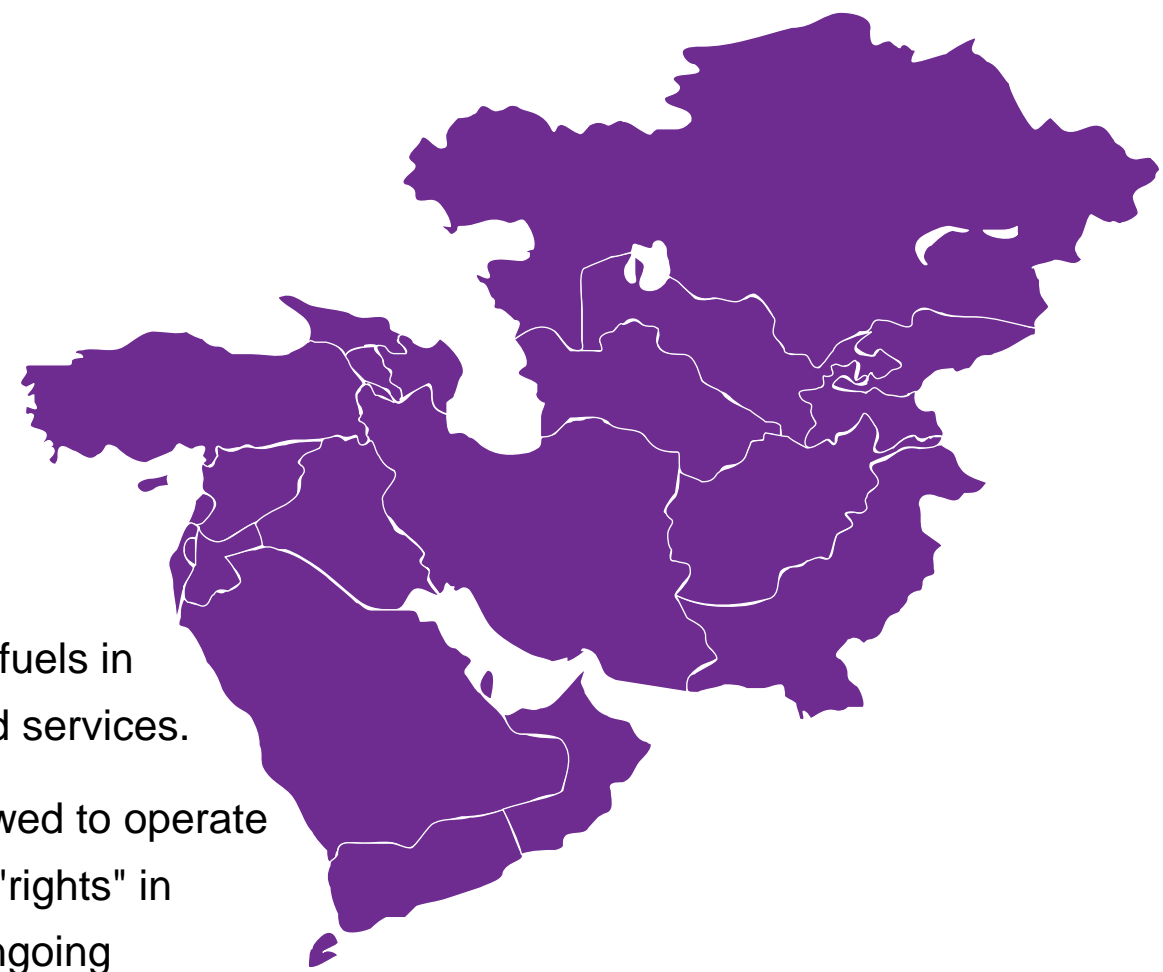 fuels in
d services.
wed to operate
"rights" in
ngoing